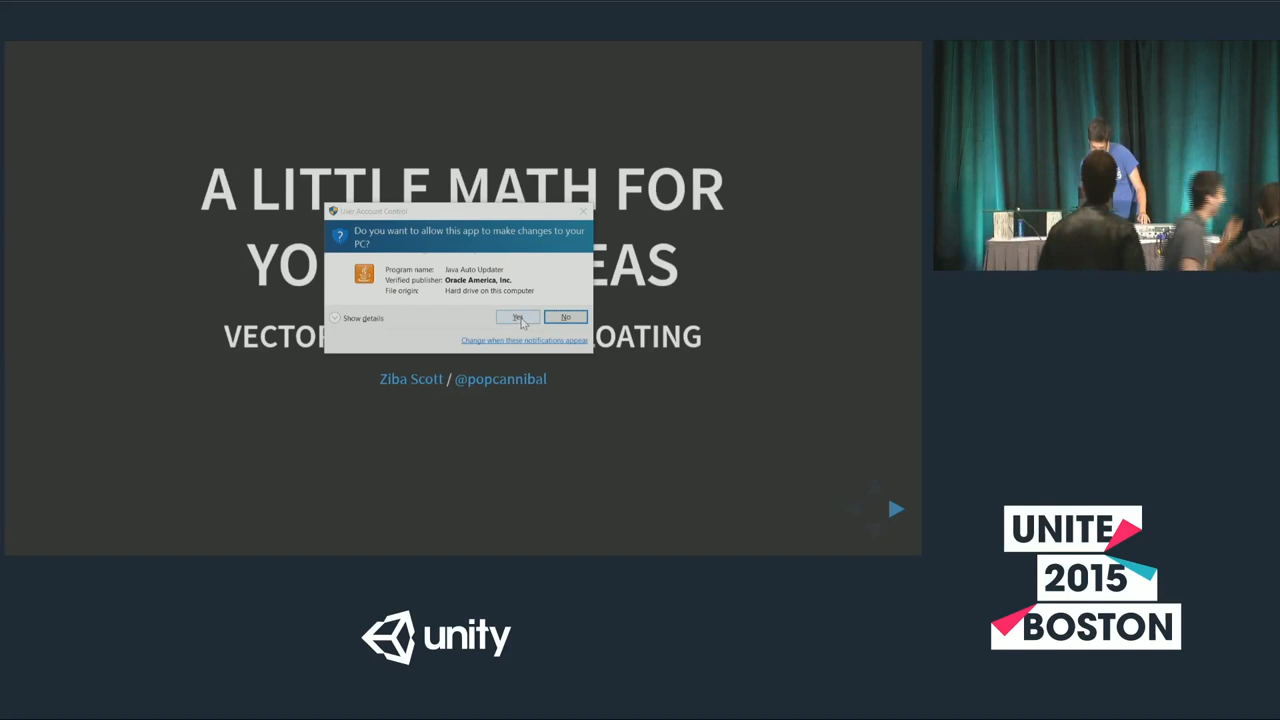 A LITTLE MATH FOR
YO EAS
VECTOR OATING
Ziba Scott / @popcannibal
User Account Control
Do you want to allow this app to make changes to your
PC?
Program name: Java Auto Updater
Verified publisher: Oracle America, Inc.
File origin: Hard drive on this computer
Show details
Yes
No
Change when these notifications appear
unity
UNITE
2015
BOSTON